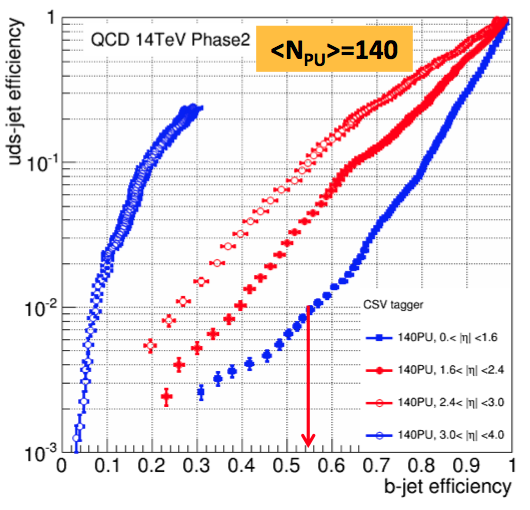 QCD 14TeV Phase2
<N_PU>=140
uds-jet efficiency
1
10^-1
10^-2
10^-3
CSV tagger
140PU, 0.< |η| <1.6
140PU, 1.6< |η| <2.4
140PU, 2.4< |η| <3.0
140PU, 3.0< |η| <4.0
0 0.1 0.2 0.3 0.4 0.5 0.6 0.7 0.8 0.9 1
b-jet efficiency